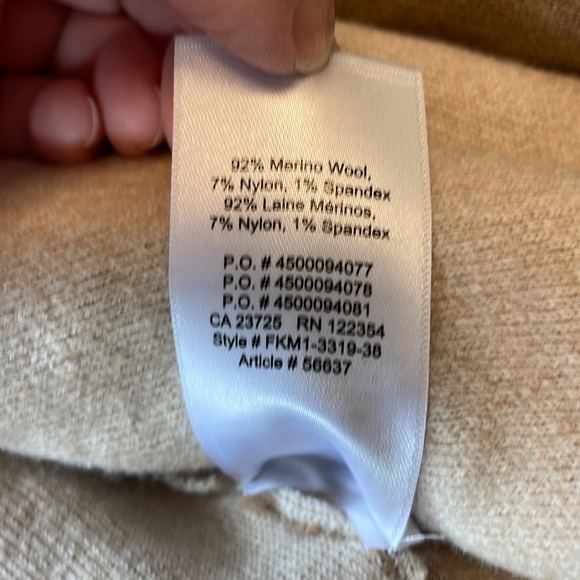 92% Merino Wool,
7% Nylon, 1% Spandex
92% Laine Mérinos,
7% Nylon, 1% Spandex
P.O. # 4500094077
P.O. # 4500094078
P.O. # 4500094081
CA 23725 RN 122354
Style # FKM1-3319-38
Article # 56637